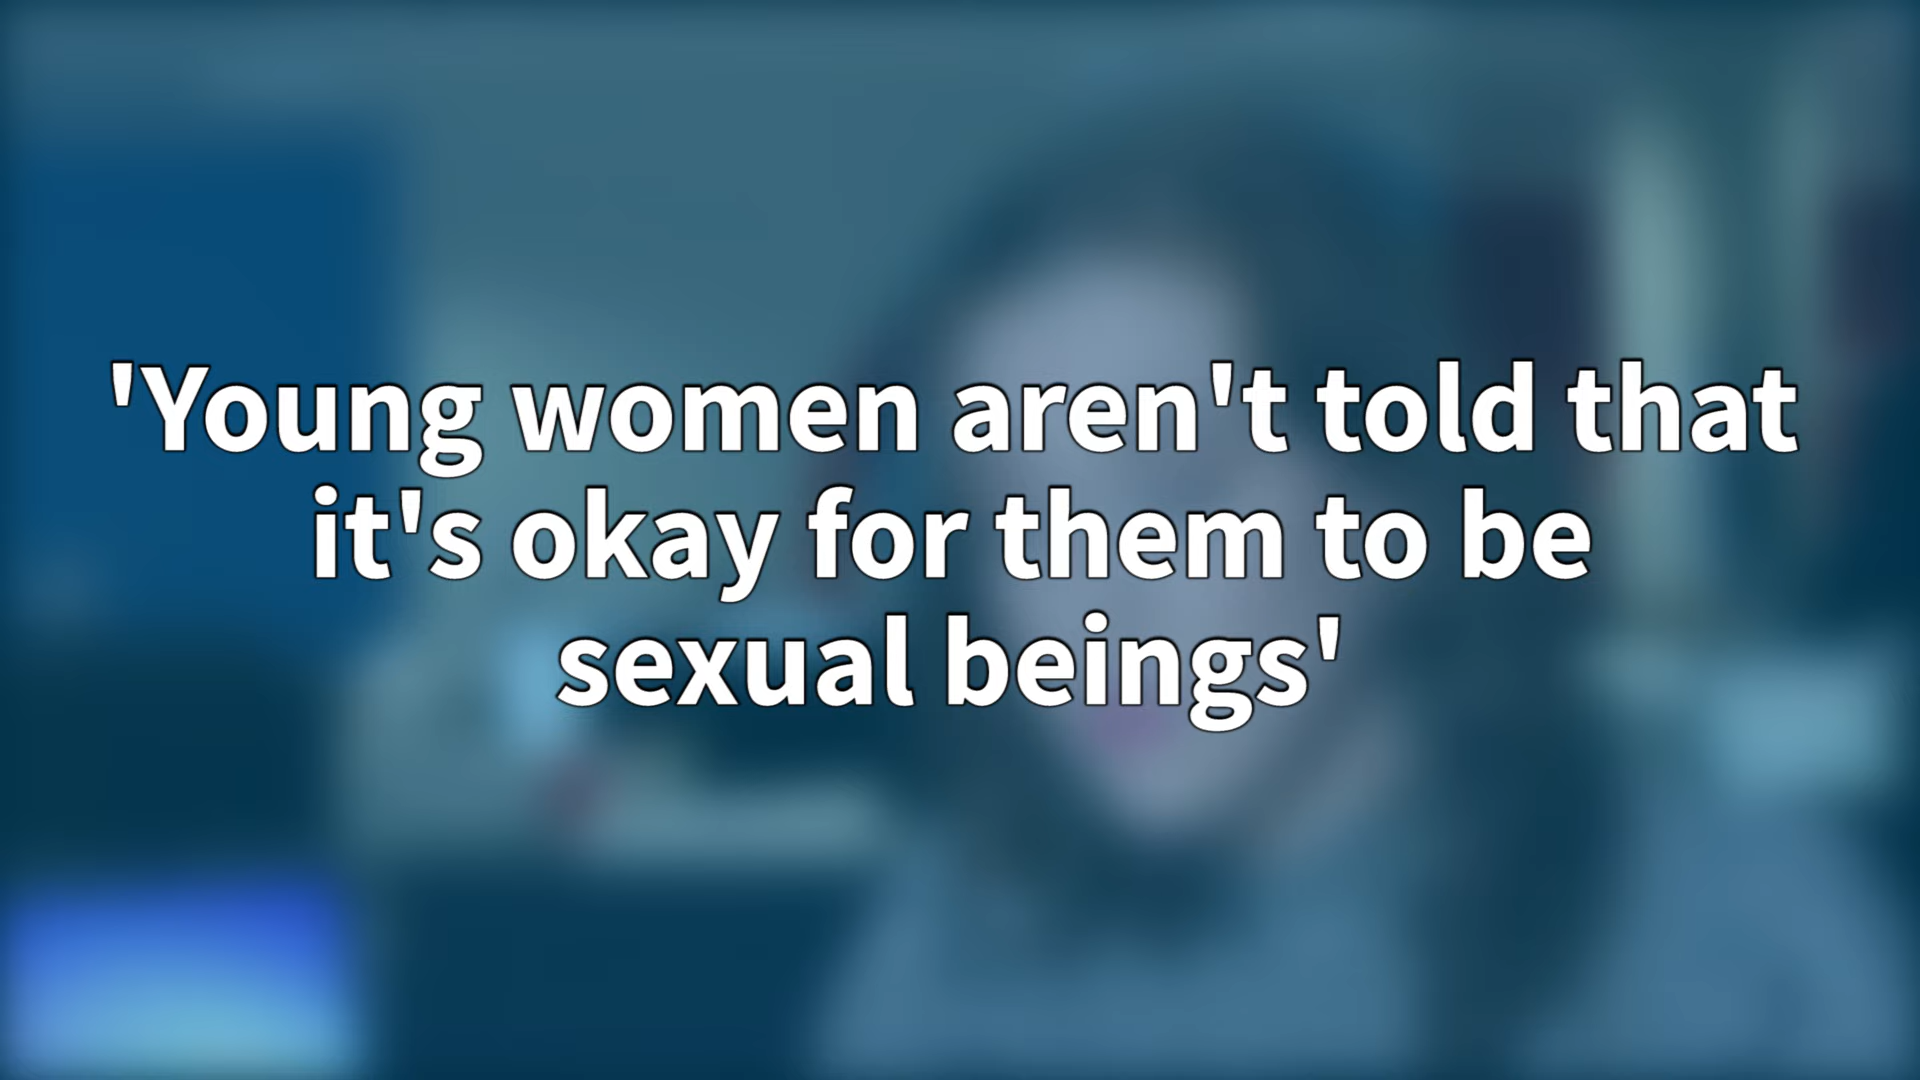 'Young women aren't told that
it's okay for them to be
sexual beings'